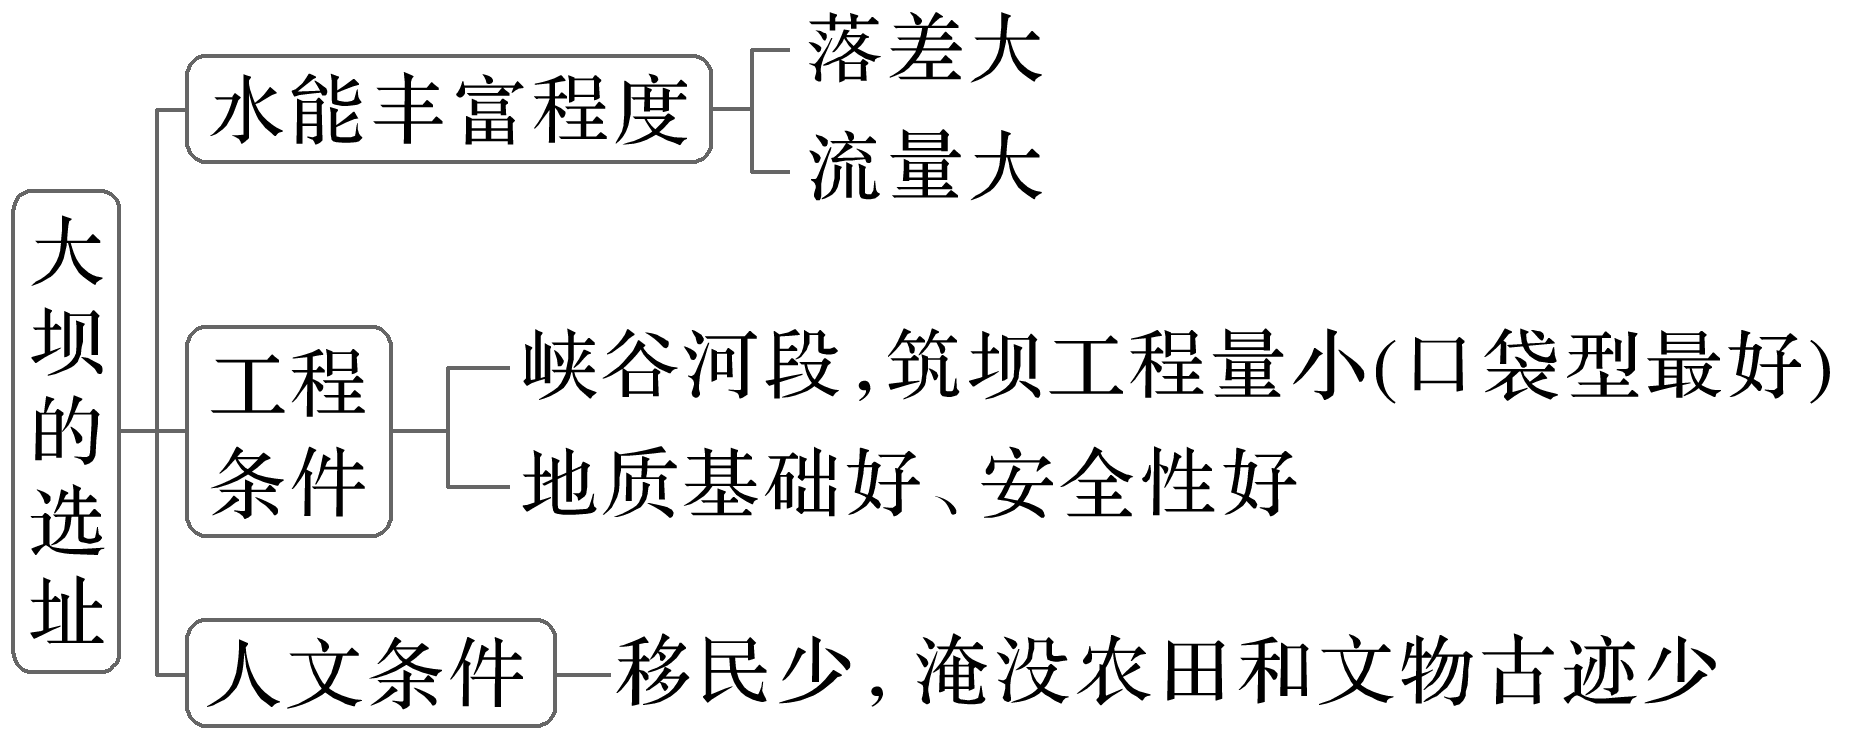 大坝的选址
水能丰富程度
落差大
流量大
工程
条件
峡谷河段,筑坝工程量小(口袋型最好)
地质基础好、安全性好
人文条件
移民少,淹没农田和文物古迹少